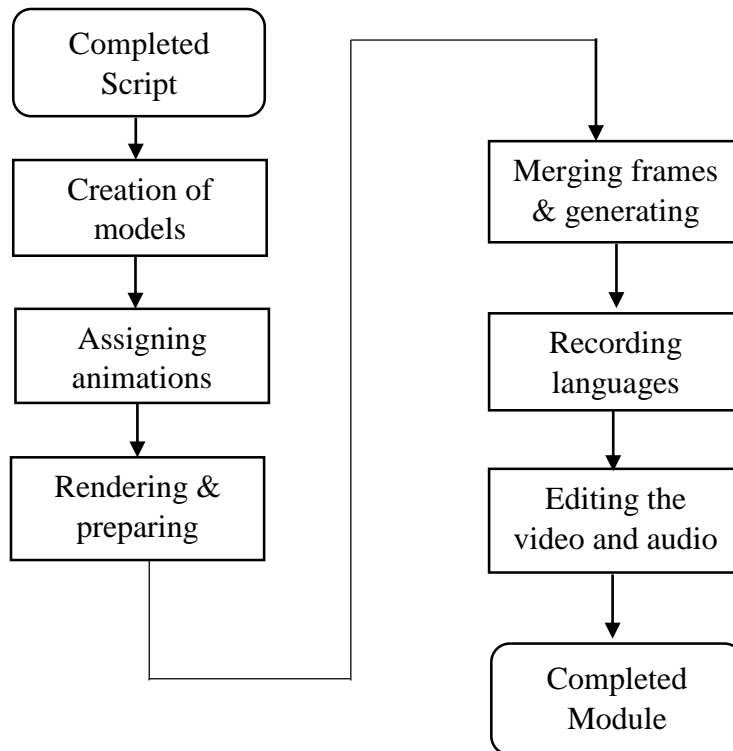 Completed
Script
Creation of
models
Assigning
animations
Rendering &
preparing
Merging frames
& generating
Recording
languages
Editing the
video and audio
Completed
Module